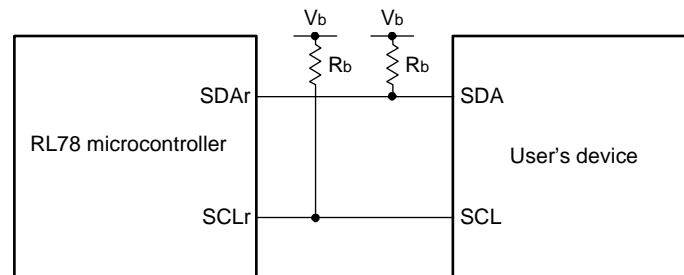 Vb Vb
Rb Rb
SDAr SDA
RL78 microcontroller User's device
SCLr SCL